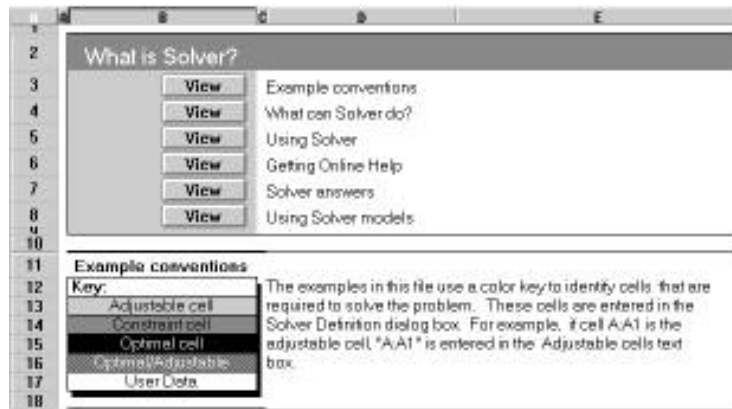 A B C D E
1
2 What is Solver?
3 View Example conventions
4 View What can Solver do?
5 View Using Solver
6 View Getting Online Help
7 View Solver answers
8 View Using Solver models
9
10
11 Example conventions
12 Key: The examples in this file use a color key to identify cells that are
13 Adjustable cell required to solve the problem. These cells are entered in the
14 Constraint cell Solver Definition dialog box. For example, if cell A:A1 is the
15 Optimal cell adjustable cell, "A:A1" is entered in the Adjustable cells text
16 Optimal/Adjustable box.
17 User Data
18